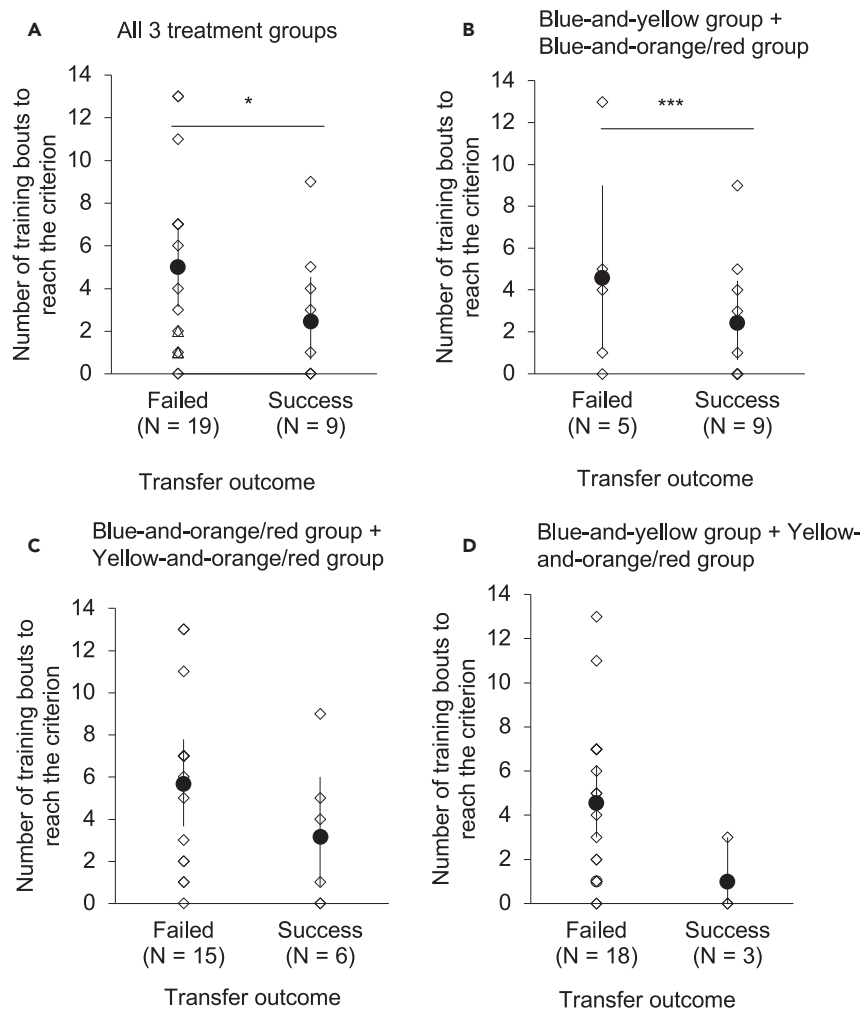 A
All 3 treatment groups
Number of training bouts to
reach the criterion
14
12
10
8
6
4
2
0
*
Failed
(N = 19)
Success
(N = 9)
Transfer outcome
B
Blue-and-yellow group +
Blue-and-orange/red group
Number of training bouts to
reach the criterion
14
12
10
8
6
4
2
0
***
Failed
(N = 5)
Success
(N = 9)
Transfer outcome
C
Blue-and-orange/red group +
Yellow-and-orange/red group
Number of training bouts to
reach the criterion
14
12
10
8
6
4
2
0
Failed
(N = 15)
Success
(N = 6)
Transfer outcome
D
Blue-and-yellow group + Yellow-
and-orange/red group
Number of training bouts to
reach the criterion
14
12
10
8
6
4
2
0
Failed
(N = 18)
Success
(N = 3)
Transfer outcome